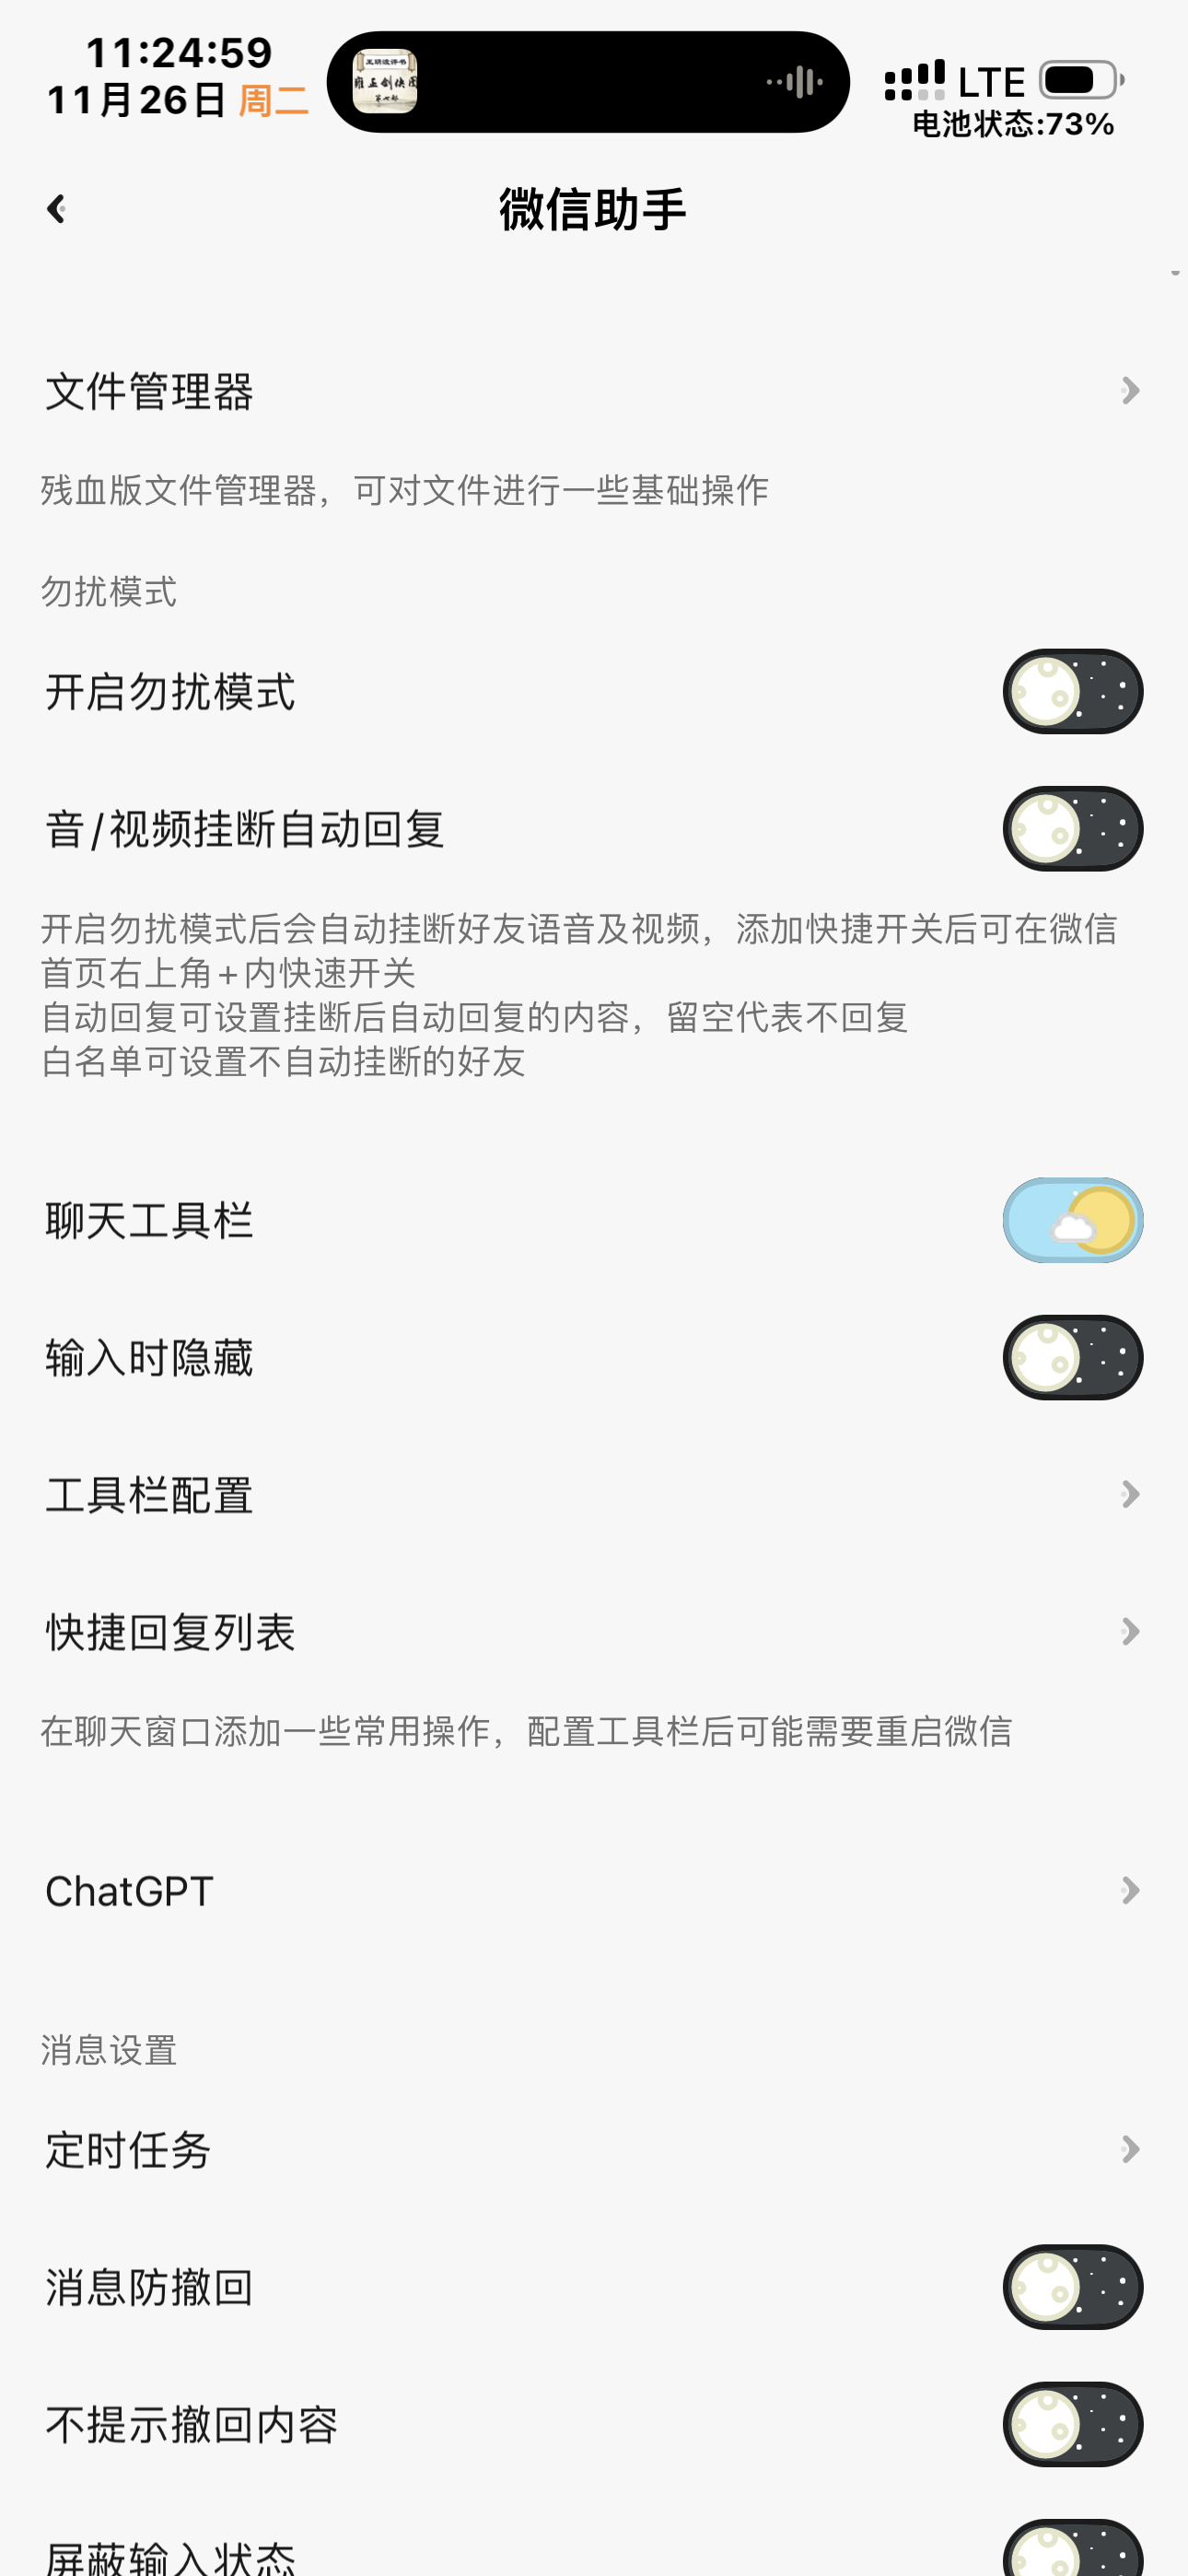 11:24:59
11月26日 周二
LTE
电池状态:73%
微信助手
文件管理器
残血版文件管理器，可对文件进行一些基础操作
勿扰模式
开启勿扰模式
音/视频挂断自动回复
开启勿扰模式后会自动挂断好友语音及视频，添加快捷开关后可在微信
首页右上角+内快速开关
自动回复可设置挂断后自动回复的内容，留空代表不回复
白名单可设置不自动挂断的好友
聊天工具栏
输入时隐藏
工具栏配置
快捷回复列表
在聊天窗口添加一些常用操作，配置工具栏后可能需要重启微信
ChatGPT
消息设置
定时任务
消息防撤回
不提示撤回内容
屏蔽输入状态